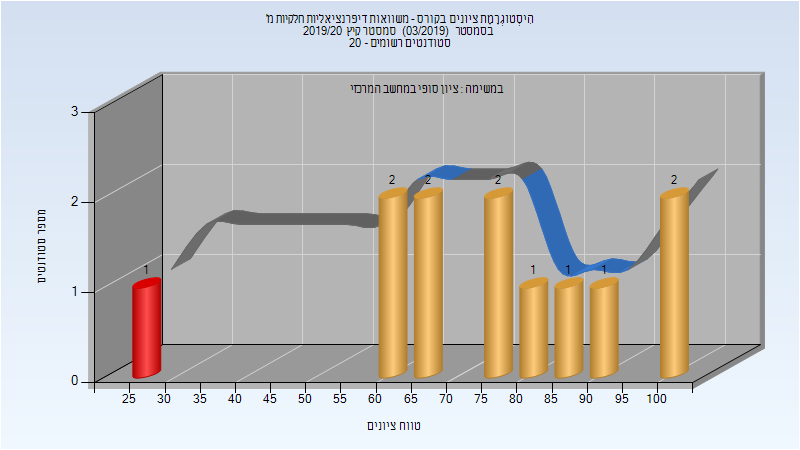 היסטוגרמת ציונים בקורס - משוואות דיפרנציאליות חלקיות מ'
בסמסטר (03/2019) סמסטר קיץ 2019/20
סטודנטים רשומים - 20
במשימה : ציון סופי במחשב המרכזי
מספר סטודנטים
3
2
1
0
1 2 2 2 1 1 1 2
25 30 35 40 45 50 55 60 65 70 75 80 85 90 95 100
טווח ציונים